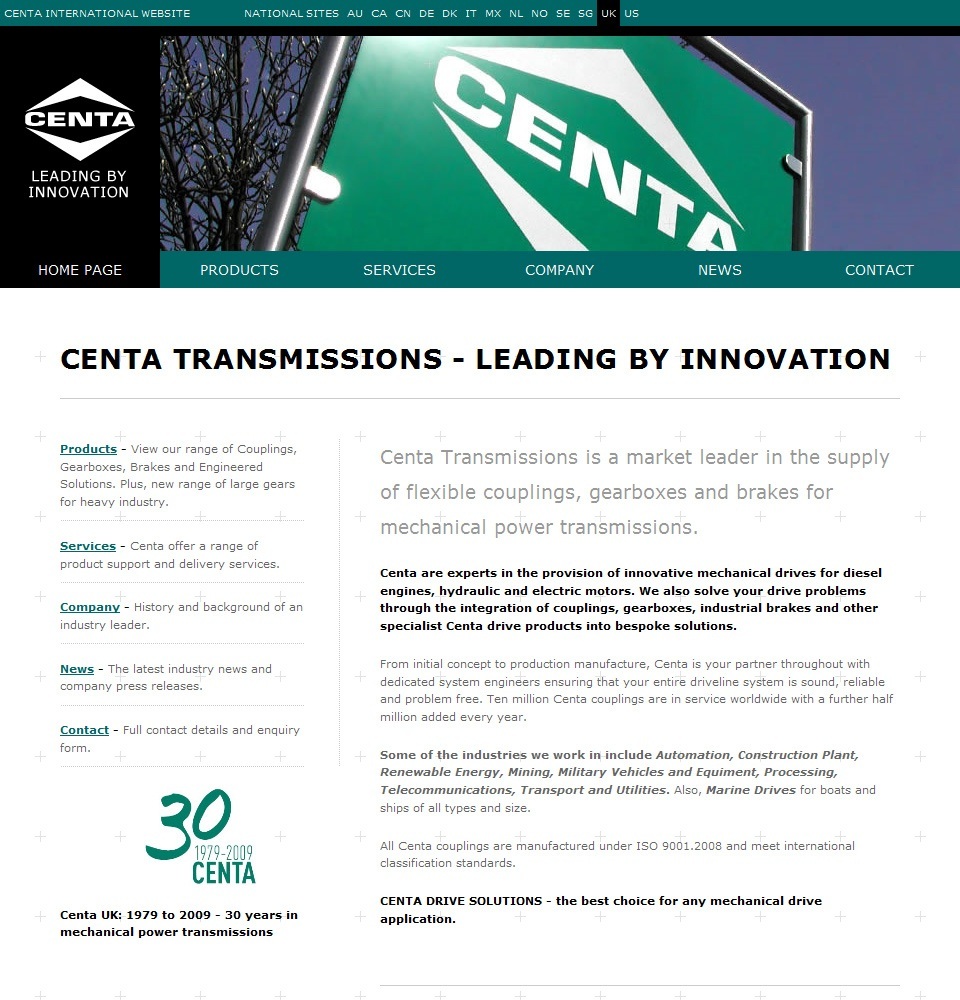 CENTA INTERNATIONAL WEBSITE
NATIONAL SITES AU CA CN DE DK IT MX NL NO SE SG UK US
CENTA
LEADING BY
INNOVATION
CENTA
HOME PAGE
PRODUCTS
SERVICES
COMPANY
NEWS
CONTACT
CENTA TRANSMISSIONS - LEADING BY INNOVATION
Products - View our range of Couplings,
Gearboxes, Brakes and Engineered
Solutions. Plus, new range of large gears
for heavy industry.
Services - Centa offer a range of
product support and delivery services.
Company - History and background of an
industry leader.
News - The latest industry news and
company press releases.
Contact - Full contact details and enquiry
form.
30
1979-2009
CENTA
Centa UK: 1979 to 2009 - 30 years in
mechanical power transmissions
Centa Transmissions is a market leader in the supply
of flexible couplings, gearboxes and brakes for
mechanical power transmissions.
Centa are experts in the provision of innovative mechanical drives for diesel
engines, hydraulic and electric motors. We also solve your drive problems
through the integration of couplings, gearboxes, industrial brakes and other
specialist Centa drive products into bespoke solutions.
From initial concept to production manufacture, Centa is your partner throughout with
dedicated system engineers ensuring that your entire driveline system is sound, reliable
and problem free. Ten million Centa couplings are in service worldwide with a further half
million added every year.
Some of the industries we work in include Automation, Construction Plant,
Renewable Energy, Mining, Military Vehicles and Equiment, Processing,
Telecommunications, Transport and Utilities. Also, Marine Drives for boats and
ships of all types and size.
All Centa couplings are manufactured under ISO 9001.2008 and meet international
classification standards.
CENTA DRIVE SOLUTIONS - the best choice for any mechanical drive
application.